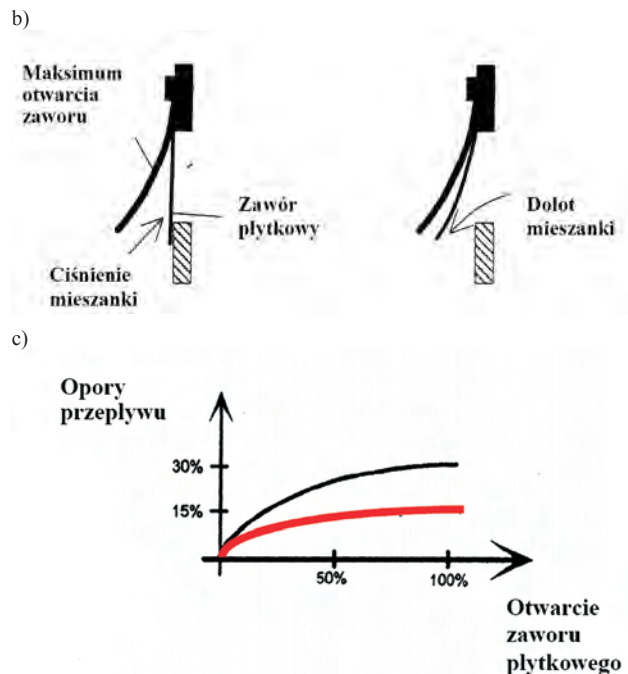 b)
Maksimum
otwarcia
zaworu
Zawór
płytkowy
Ciśnienie
mieszanki
Dolot
mieszanki
c)
Opory
przepływu
30%
15%
50%
100%
Otwarcie
zaworu
płytkowego